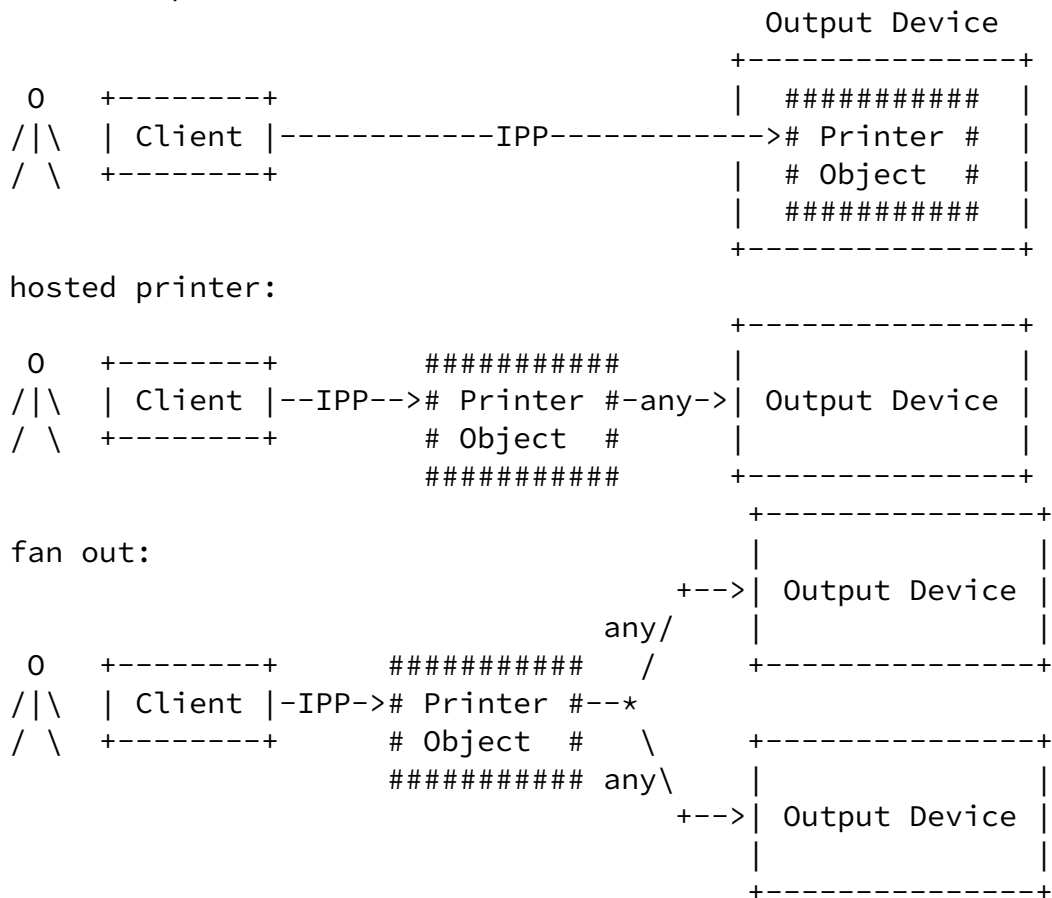 Output Device
+---------------+
O   +--------+                        |  ###########  |
/|\  | Client |------------IPP------------># Printer #  |
/ \  +--------+                        |  # Object  #  |
|  ###########  |
+---------------+
hosted printer:
+---------------+
O   +--------+        ###########      |               |
/|\  | Client |--IPP--># Printer #-any->| Output Device |
/ \  +--------+        # Object  #      |               |
###########      +---------------+
+---------------+
fan out:                                |               |
+-->| Output Device |
any/    |               |
O   +--------+      ###########   /     +---------------+
/|\  | Client |-IPP-># Printer #--*
/ \  +--------+      # Object  #   \     +---------------+
########### any\    |               |
+-->| Output Device |
|               |
+---------------+